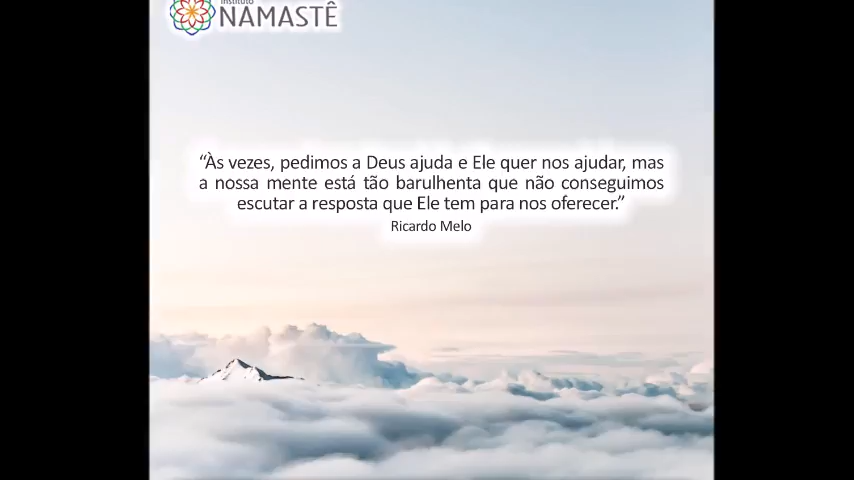 Instituto
NAMASTÊ
“Às vezes, pedimos a Deus ajuda e Ele quer nos ajudar, mas
a nossa mente está tão barulhenta que não conseguimos
escutar a resposta que Ele tem para nos oferecer.”
Ricardo Melo